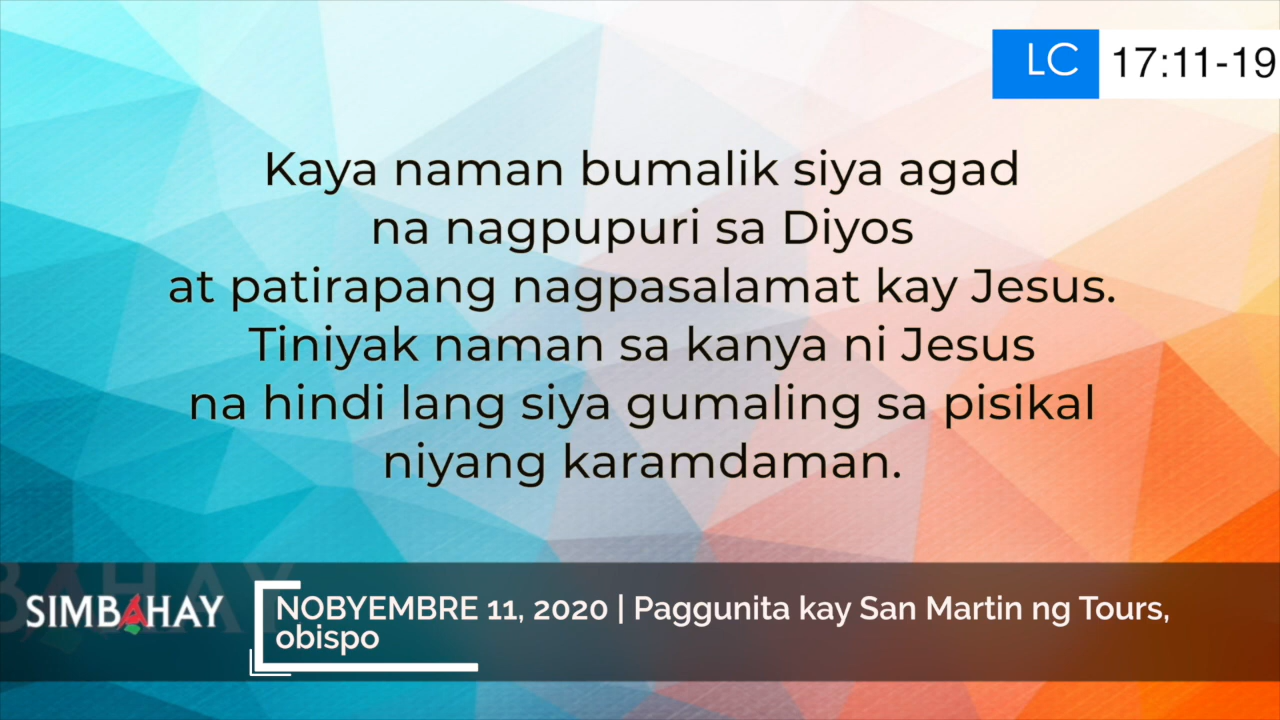 LC 17:11-19
Kaya naman bumalik siya agad
na nagpupuri sa Diyos
at patirapang nagpasalamat kay Jesus.
Tiniyak naman sa kanya ni Jesus
na hindi lang siya gumaling sa pisikal
niyang karamdaman.
SIMBAHAY
NOBYEMBRE 11, 2020 | Paggunita kay San Martin ng Tours,
obispo